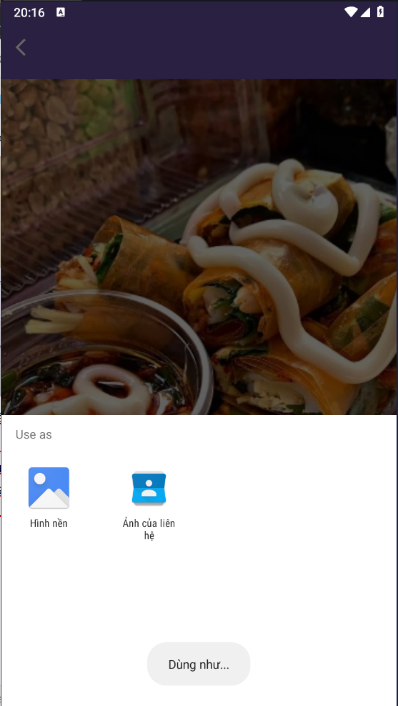 20:16
Use as
Hình nền
Ảnh của liên
hệ
Dùng như...